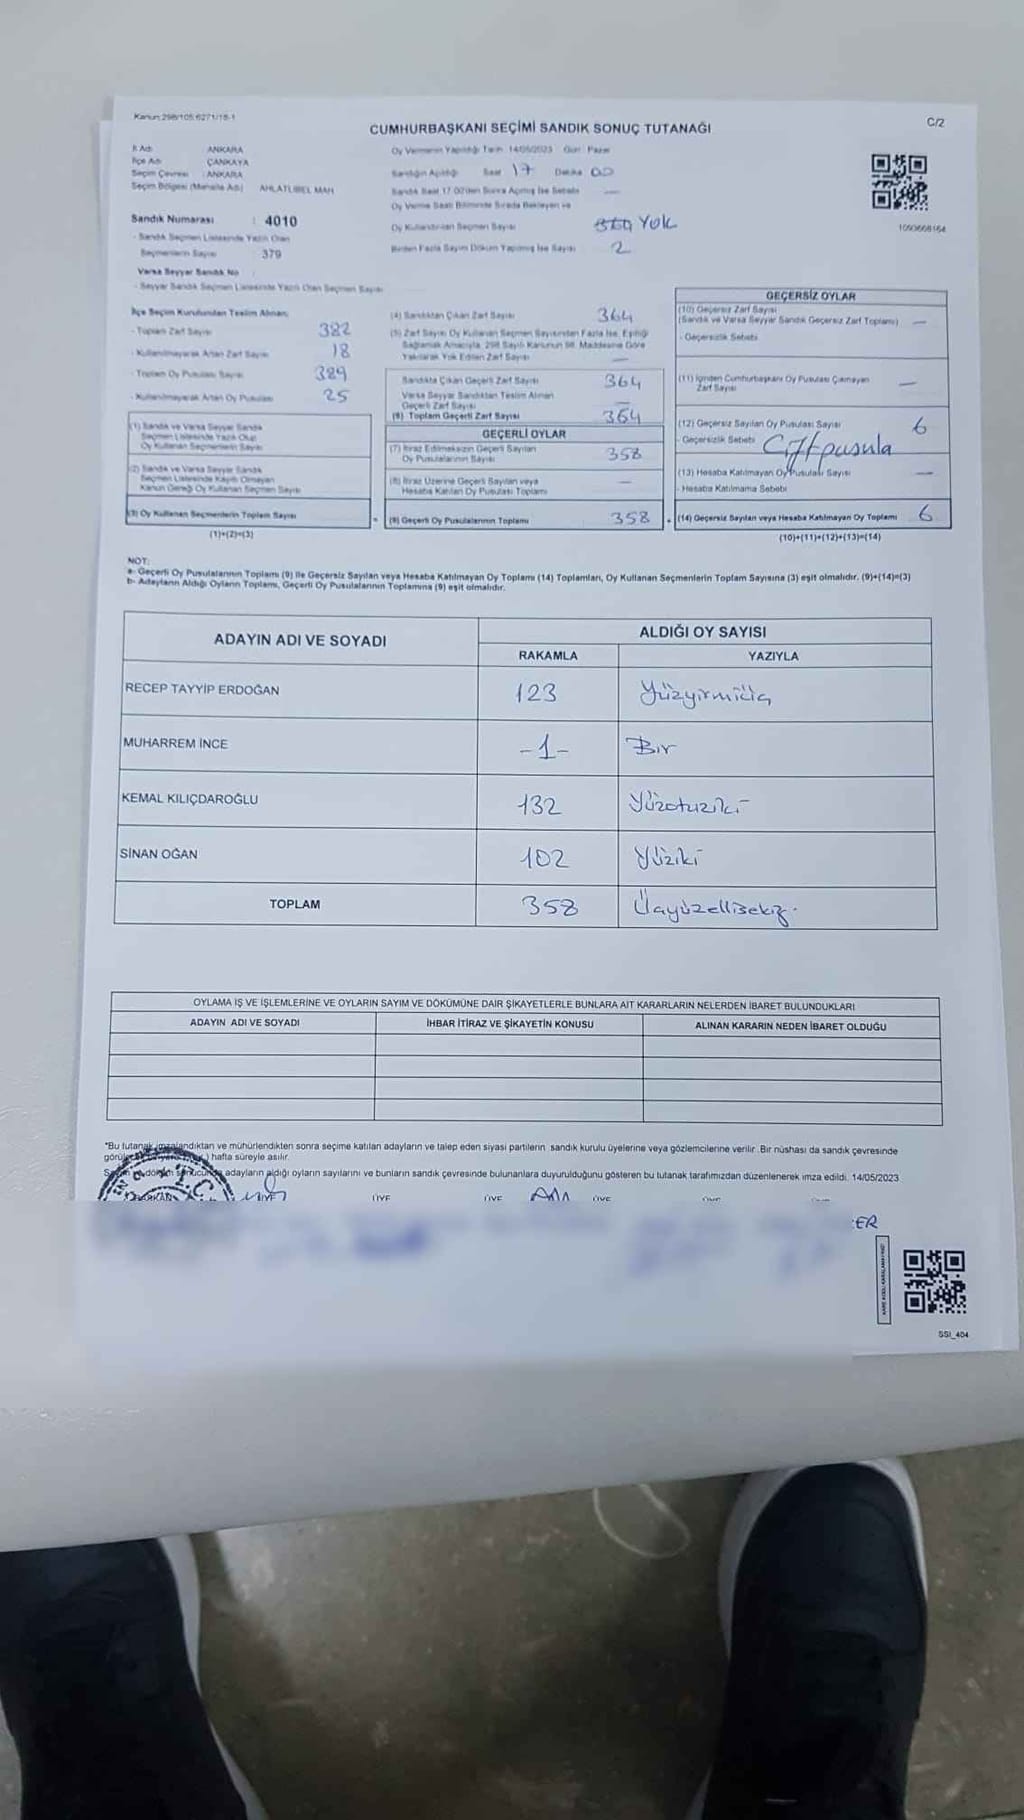 Kanun:298/105;6271/18-1
CUMHURBAŞKANI SEÇİMİ SANDIK SONUÇ TUTANAĞI
C/2
İl Adı ANKARA
İlçe Adı ÇANKAYA
Seçim Çevresi : ANKARA
Seçim Bölgesi (Mahalle Adı) AHLATLIBEL MAH
Sandık Numarası : 4010
- Sandık Seçmen Listesinde Yazılı Olan
Seçmenlerin Sayısı 379
Varsa Seyyar Sandık No
- Seyyar Sandık Seçmen Listesinde Yazılı Olan Seçmen Sayısı
Oy Vermenin Yapıldığı Tarih 14/05/2023 Gün: Pazar
Sandığın Açıldığı Saat 17 Dakika 00
Sandık Saat 17.00'den Sonra Açılmış İse Sebebi —
Oy Verme Saati Bitiminde Sırada Bekleyen ve
Oy Kullandırılan Seçmen Sayısı YOK
Birden Fazla Sayım Döküm Yapılmış İse Sayısı 2
1090668164
İlçe Seçim Kurulundan Teslim Alınan;
- Toplam Zarf Sayısı 382
- Kullanılmayarak Artan Zarf Sayısı 18
- Toplam Oy Pusulası Sayısı 389
- Kullanılmayarak Artan Oy Pusulası 25
(1) Sandık ve Varsa Seyyar Sandık
Seçmen Listesinde Yazılı Olup
Oy Kullanan Seçmenlerin Sayısı
(2) Sandık ve Varsa Seyyar Sandık
Seçmen Listesinde Kayıtlı Olmayan
Kanun Gereği Oy Kullanan Seçmen Sayısı
(3) Oy Kullanan Seçmenlerin Toplam Sayısı
(1)+(2)=(3)
(4) Sandıktan Çıkan Zarf Sayısı 364
(5) Zarf Sayısı Oy Kullanan Seçmen Sayısından Fazla İse, Eşitliği
Sağlamak Amacıyla, 298 Sayılı Kanunun 98. Maddesine Göre
Yakılarak Yok Edilen Zarf Sayısı —
Sandıkta Çıkan Geçerli Zarf Sayısı 364
Varsa Seyyar Sandıktan Teslim Alınan
Geçerli Zarf Sayısı —
(6) Toplam Geçerli Zarf Sayısı 364
GEÇERLİ OYLAR
(7) İtiraz Edilmeksizin Geçerli Sayılan
Oy Pusulalarının Sayısı 358
(8) İtiraz Üzerine Geçerli Sayılan veya
Hesaba Katılan Oy Pusulası Toplamı —
= (9) Geçerli Oy Pusulalarının Toplamı 358
GEÇERSİZ OYLAR
(10) Geçersiz Zarf Sayısı
(Sandık ve Varsa Seyyar Sandık Geçersiz Zarf Toplamı) —
- Geçersizlik Sebebi
(11) İçinden Cumhurbaşkanı Oy Pusulası Çıkmayan
Zarf Sayısı —
(12) Geçersiz Sayılan Oy Pusulası Sayısı 6
- Geçersizlik Sebebi Çift pusula
(13) Hesaba Katılmayan Oy Pusulası Sayısı —
- Hesaba Katılmama Sebebi
+ (14) Geçersiz Sayılan veya Hesaba Katılmayan Oy Toplamı 6
(10)+(11)+(12)+(13)=(14)
NOT:
a- Geçerli Oy Pusulalarının Toplamı (9) ile Geçersiz Sayılan veya Hesaba Katılmayan Oy Toplamı (14) Toplamları, Oy Kullanan Seçmenlerin Toplam Sayısına (3) eşit olmalıdır. (9)+(14)=(3)
b- Adayların Aldığı Oyların Toplamı, Geçerli Oy Pusulalarının Toplamına (9) eşit olmalıdır.
ADAYIN ADI VE SOYADI
ALDIĞI OY SAYISI
RAKAMLA YAZIYLA
RECEP TAYYİP ERDOĞAN 123 Yüzyirmiüç
MUHARREM İNCE -1- Bir
KEMAL KILIÇDAROĞLU 132 Yüzotuziki
SİNAN OĞAN 102 Yüziki
TOPLAM 358 Üçyüzellisekiz.
OYLAMA İŞ VE İŞLEMLERİNE VE OYLARIN SAYIM VE DÖKÜMÜNE DAİR ŞİKAYETLERLE BUNLARA AİT KARARLARIN NELERDEN İBARET BULUNDUKLARI
ADAYIN ADI VE SOYADI İHBAR İTİRAZ VE ŞİKAYETİN KONUSU ALINAN KARARIN NEDEN İBARET OLDUĞU
*Bu tutanak imzalandıktan ve mühürlendikten sonra seçime katılan adayların ve talep eden siyasi partilerin sandık kurulu üyelerine veya gözlemcilerine verilir. Bir nüshası da sandık çevresinde
hafta süreyle asılır.
adayların aldığı oyların sayılarını ve bunların sandık çevresinde bulunanlara duyurulduğunu gösteren bu tutanak tarafımızdan düzenlenerek imza edildi. 14/05/2023
T.C.
BAŞKAN ÜYE ÜYE ÜYE
ER
SSI_404